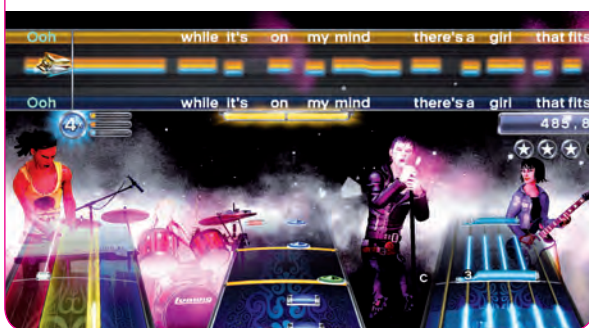 Ooh while it's on my mind there's a girl that fits
Ooh while it's on my mind there's a girl that fits
4
485,8
Ludwig
C 3